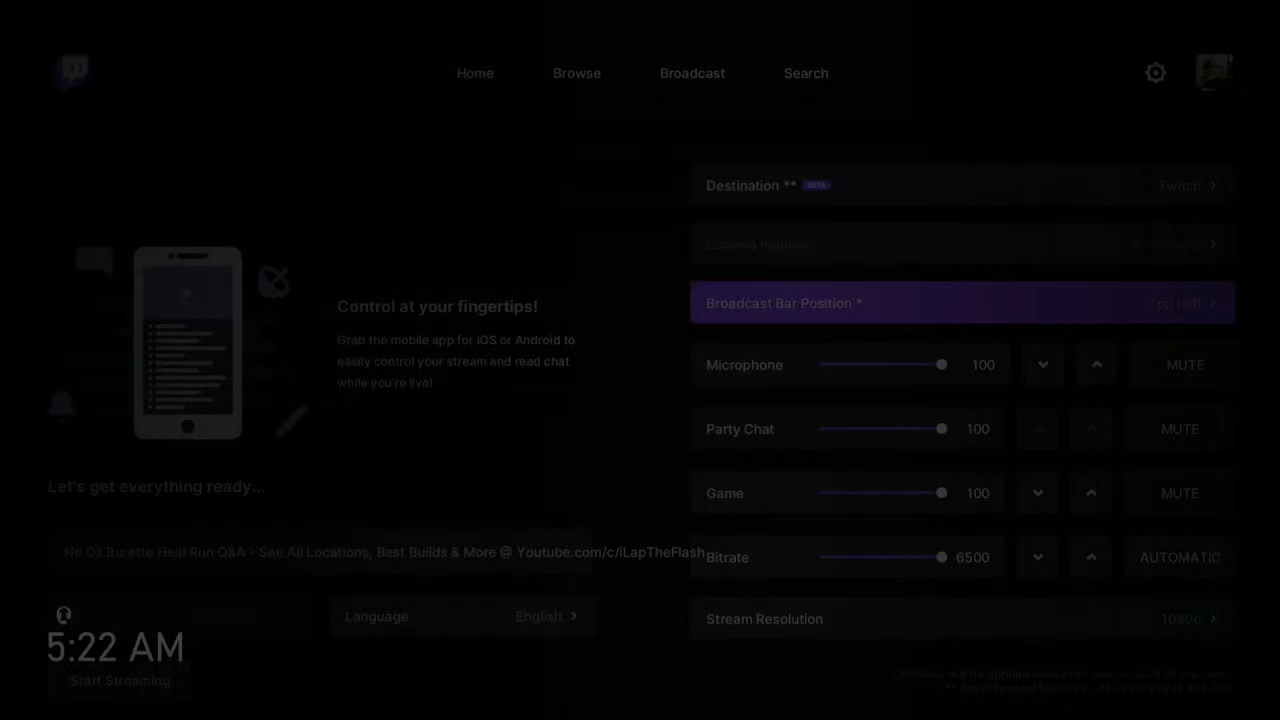 Home
Browse
Broadcast
Search
Destination ** BETA
Twitch
Broadcast Bar Position *
Top Left
Control at your fingertips!
Grab the mobile app for iOS or Android to
easily control your stream and read chat
while you're live!
Microphone
100
MUTE
Party Chat
100
MUTE
Let's get everything ready...
Game
100
MUTE
No Oil Burette Heal Run Q&A - See All Locations, Best Builds & More @ Youtube.com/c/iLapTheFlash
Bitrate
6500
AUTOMATIC
Language
English
Stream Resolution
1080p
5:22 AM
Start Streaming